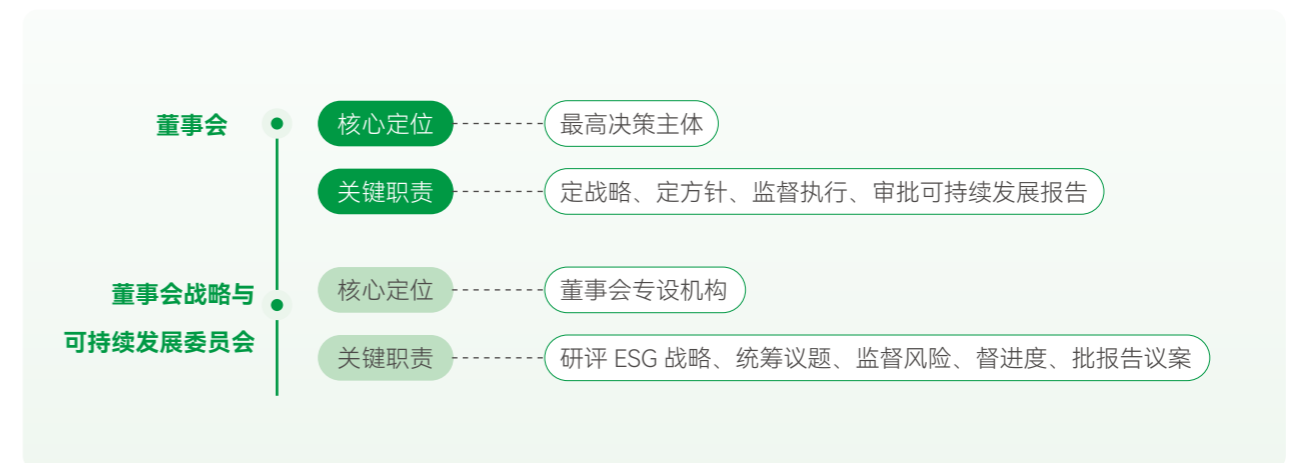 董事会
核心定位
最高决策主体
关键职责
定战略、定方针、监督执行、审批可持续发展报告
董事会战略与
可持续发展委员会
核心定位
董事会专设机构
关键职责
研评 ESG 战略、统筹议题、监督风险、督进度、批报告议案